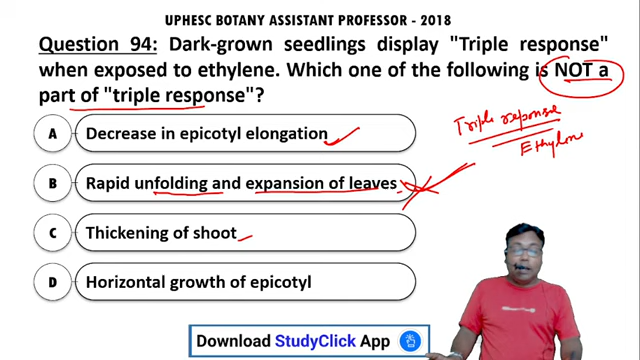 UPHESC BOTANY ASSISTANT PROFESSOR - 2018
Question 94: Dark-grown seedlings display "Triple response"
when exposed to ethylene. Which one of the following is NOT a
part of "triple response"?
A Decrease in epicotyl elongation
B Rapid unfolding and expansion of leaves
C Thickening of shoot
D Horizontal growth of epicotyl
Triple reponse
Ethylene
Download StudyClick App